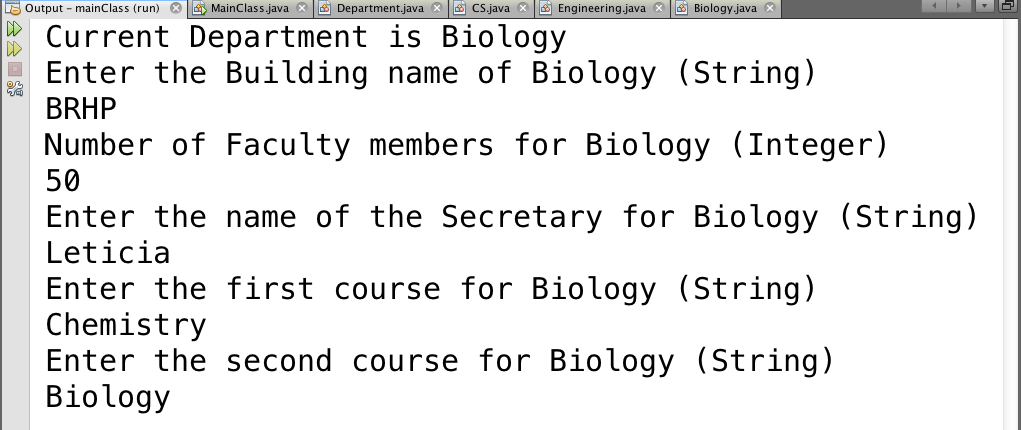 Output – mainClass (run) MainClass.java Department.java CS.java Engineering.java Biology.java
Current Department is Biology
Enter the Building name of Biology (String)
BRHP
Number of Faculty members for Biology (Integer)
50
Enter the name of the Secretary for Biology (String)
Leticia
Enter the first course for Biology (String)
Chemistry
Enter the second course for Biology (String)
Biology